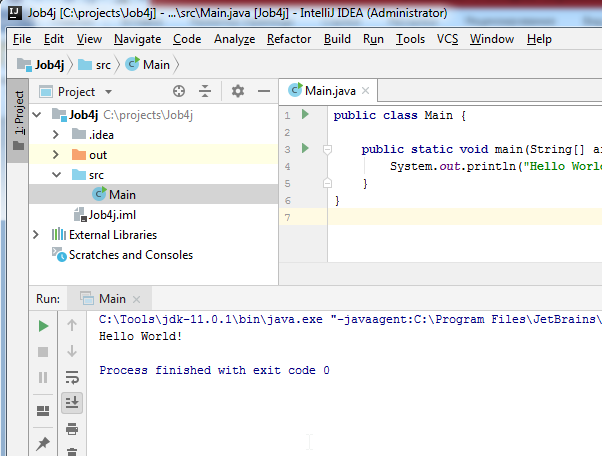 Job4j [C:\projects\Job4j] - ...\src\Main.java [Job4j] - IntelliJ IDEA (Administrator)
File Edit View Navigate Code Analyze Refactor Build Run Tools VCS Window Help
Job4j src Main
1: Project
Project
Job4j C:\projects\Job4j
.idea
out
src
Main
Job4j.iml
External Libraries
Scratches and Consoles
Main.java
1 public class Main {
2
3 public static void main(String[] a
4 System.out.println("Hello World
5 }
6 }
7
Run: Main
C:\Tools\jdk-11.0.1\bin\java.exe "-javaagent:C:\Program Files\JetBrains\
Hello World!
Process finished with exit code 0